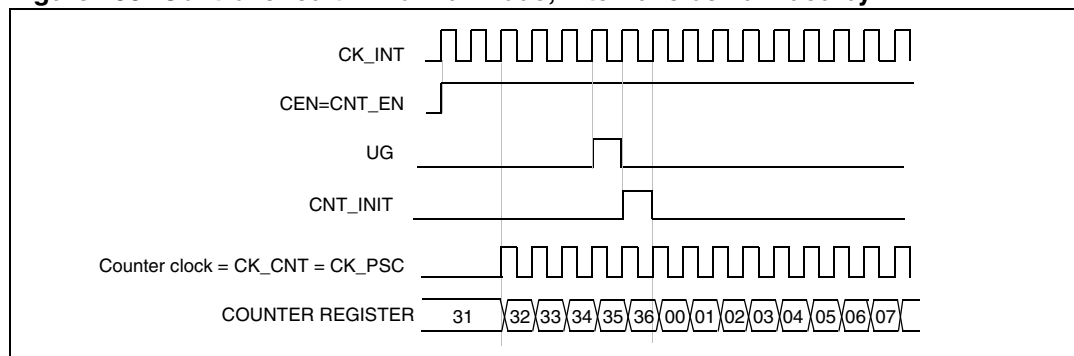 CK_INT
CEN=CNT_EN
UG
CNT_INIT
Counter clock = CK_CNT = CK_PSC
COUNTER REGISTER 31 32 33 34 35 36 00 01 02 03 04 05 06 07